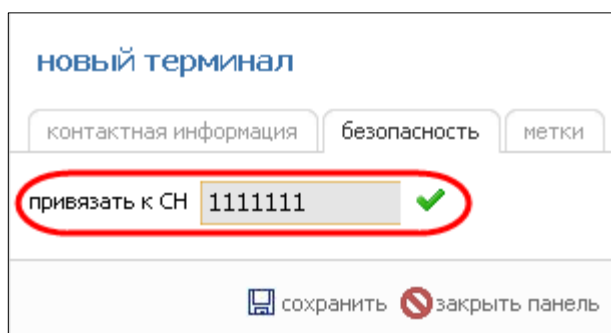 новый терминал
контактная информация безопасность метки
привязать к СН 1111111
сохранить закрыть панель